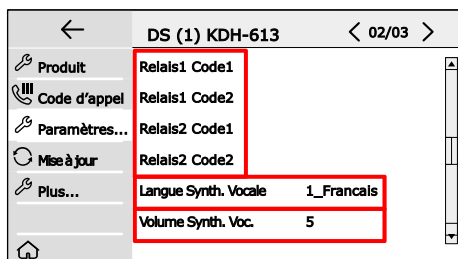 DS (1) KDH-613
02/03
Produit
Code d'appel
Paramètres...
Mise à jour
Plus...
Relais1 Code1
Relais1 Code2
Relais2 Code1
Relais2 Code2
Langue Synth. Vocale 1_Francais
Volume Synth. Voc. 5